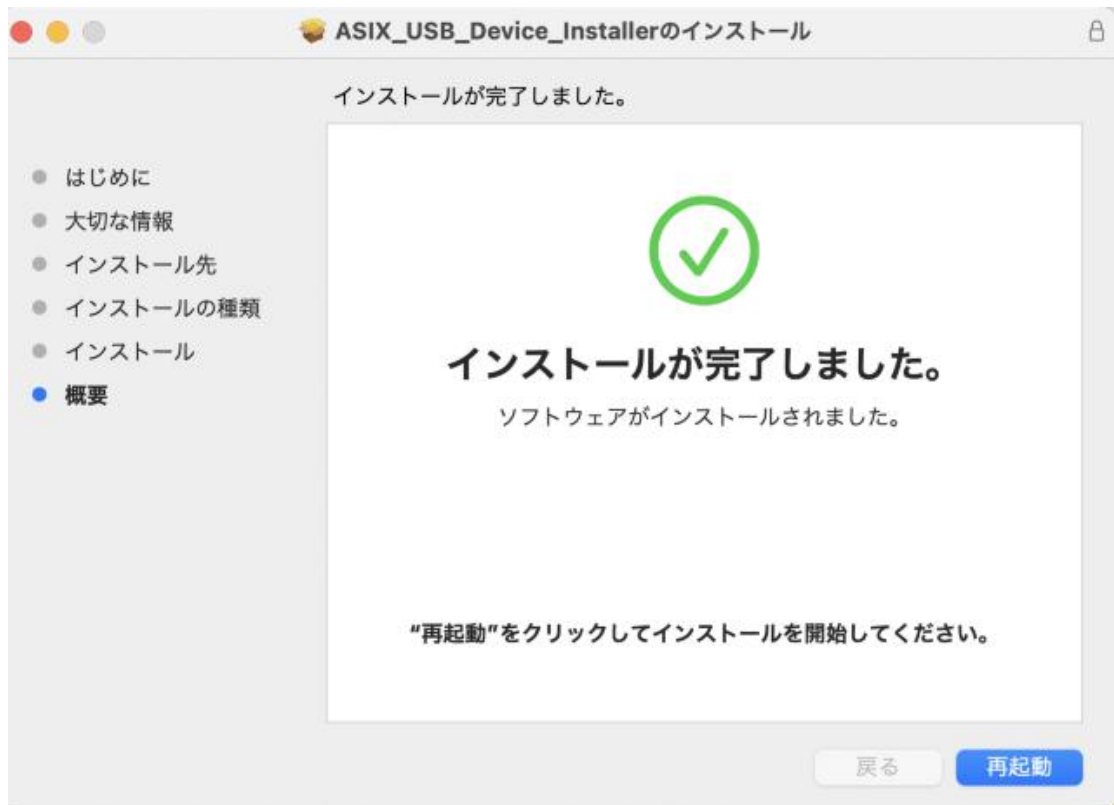 ASIX_USB_Device_Installerのインストール
インストールが完了しました。
はじめに
大切な情報
インストール先
インストールの種類
インストール
概要
インストールが完了しました。
ソフトウェアがインストールされました。
“再起動”をクリックしてインストールを開始してください。
戻る
再起動